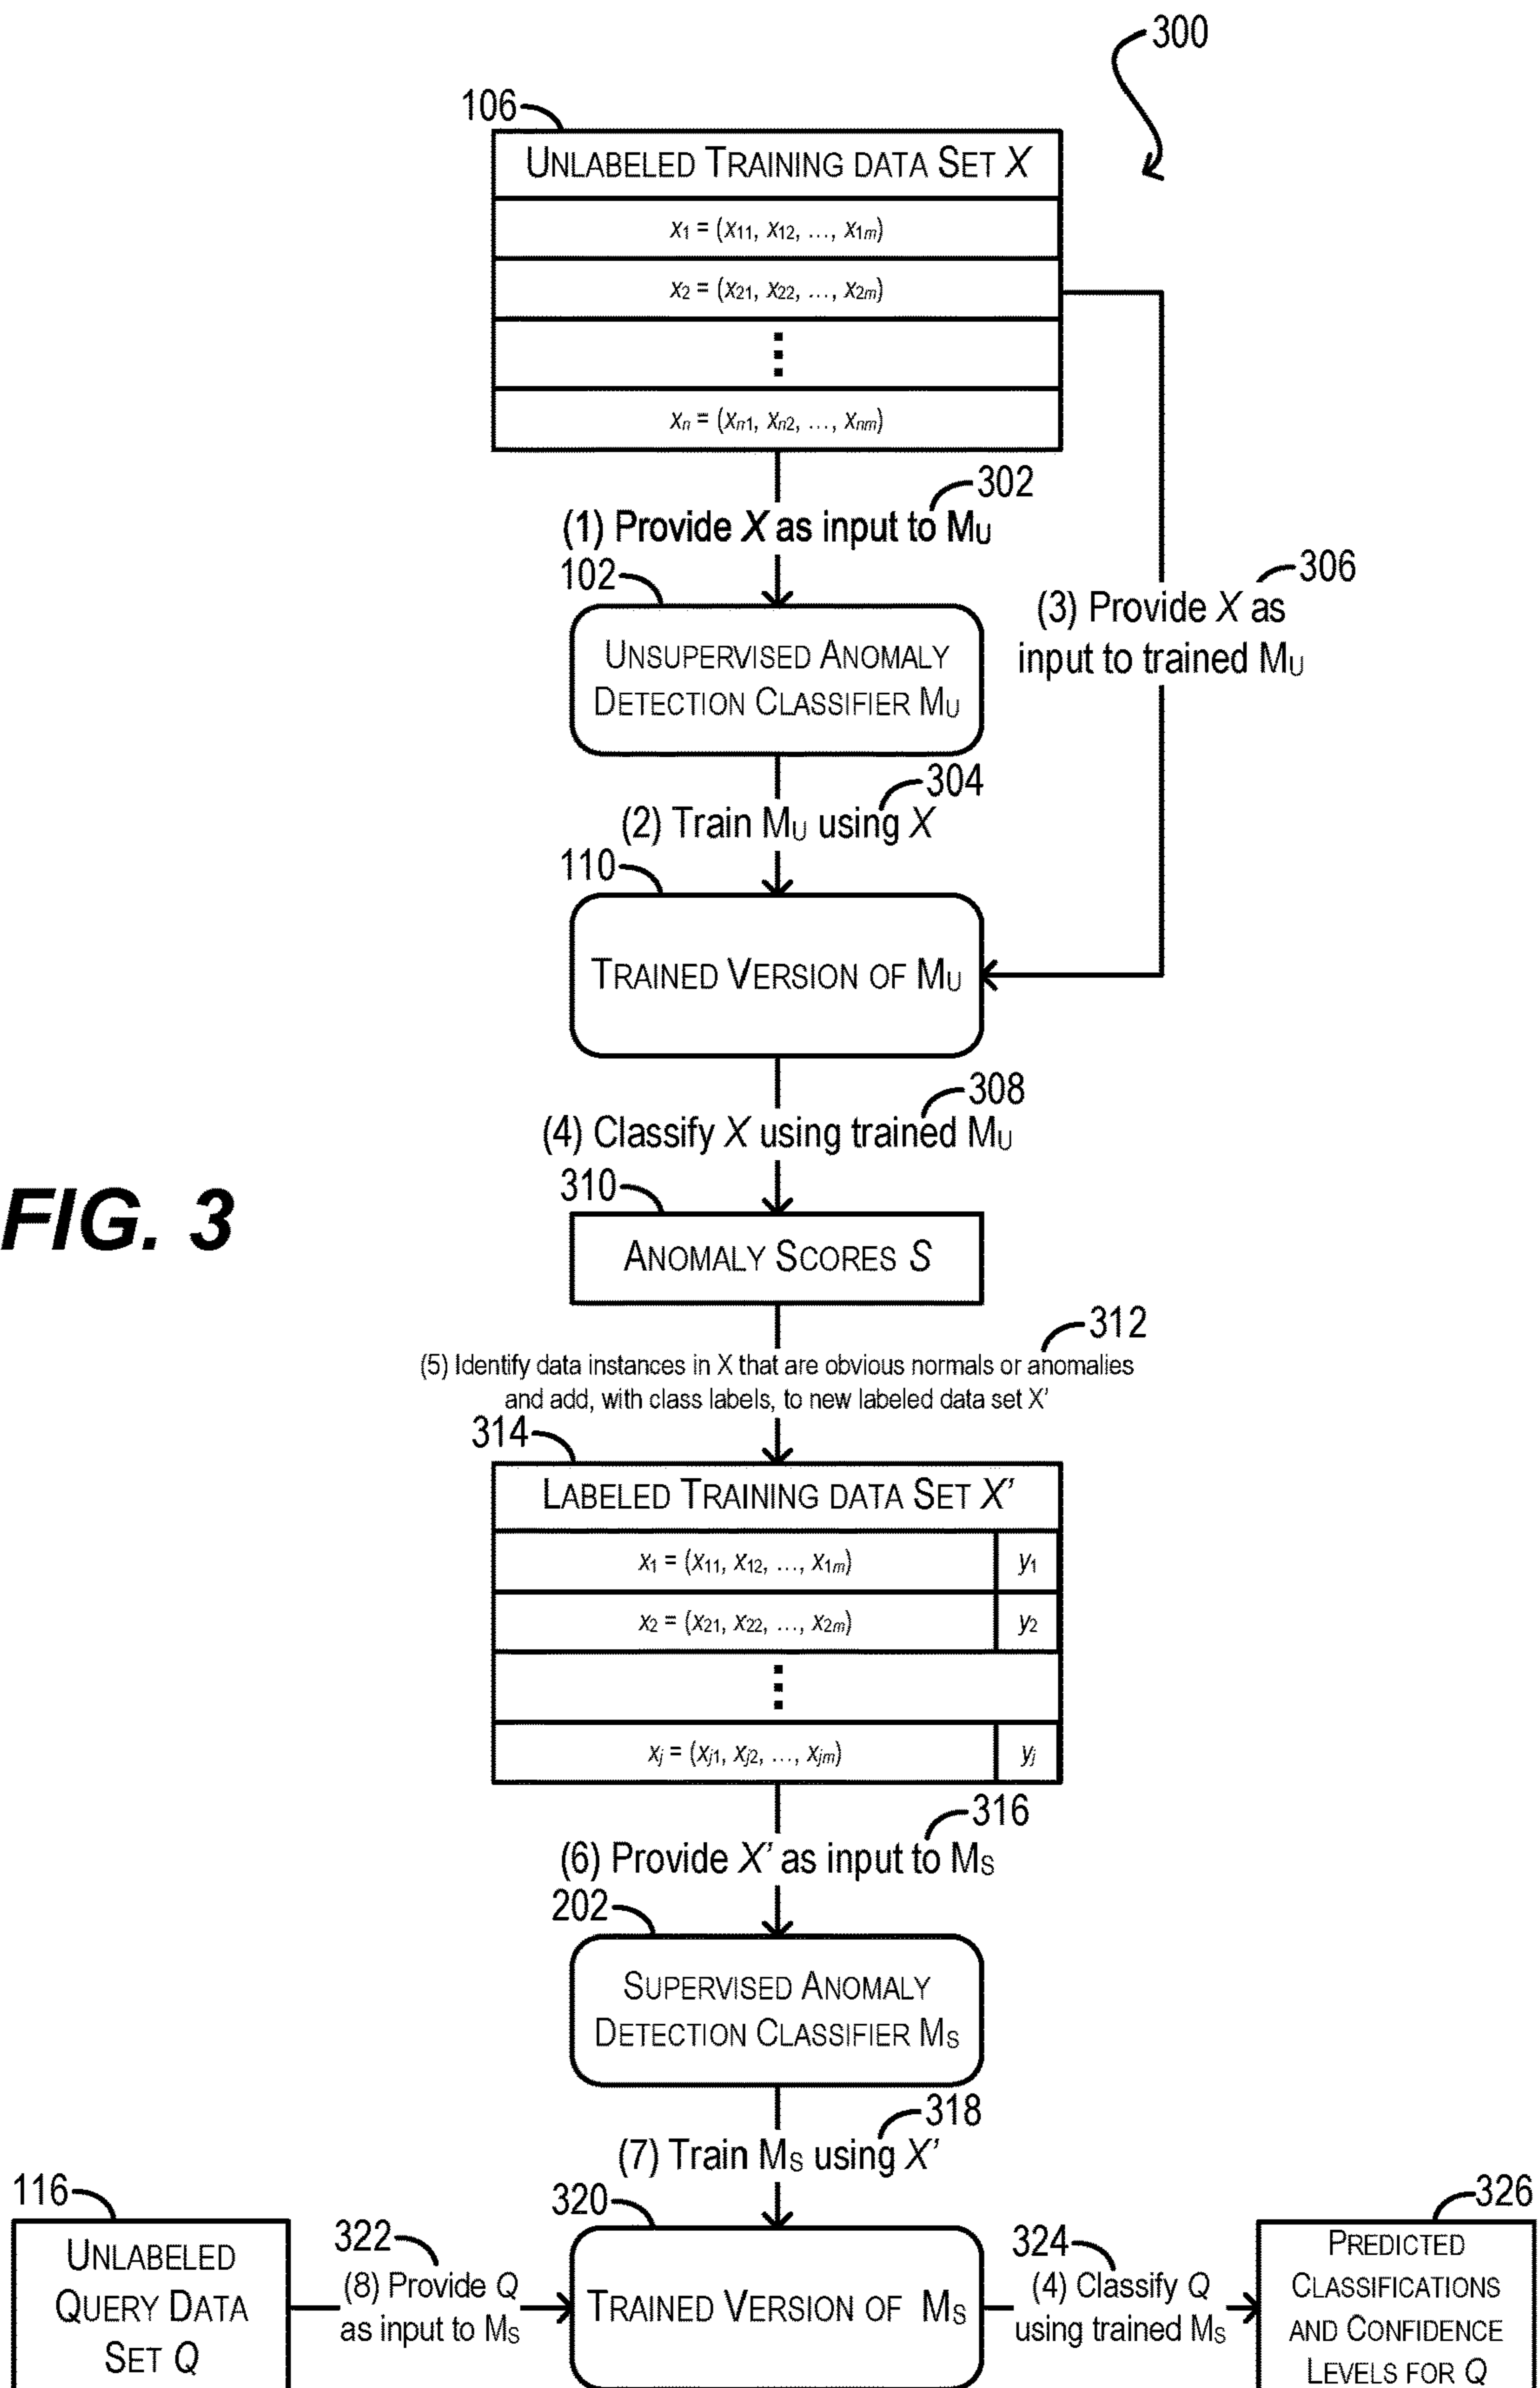 300
106
UNLABELED TRAINING DATA SET X
x1 = (x11, x12, ..., x1m)
x2 = (x21, x22, ..., x2m)
⋮
xn = (xn1, xn2, ..., xnm)
302
(1) Provide X as input to MU
102
306
(3) Provide X as
input to trained MU
UNSUPERVISED ANOMALY
DETECTION CLASSIFIER MU
304
(2) Train MU using X
110
TRAINED VERSION OF MU
308
(4) Classify X using trained MU
310
FIG. 3
ANOMALY SCORES S
312
(5) Identify data instances in X that are obvious normals or anomalies
and add, with class labels, to new labeled data set X'
314
LABELED TRAINING DATA SET X'
x1 = (x11, x12, ..., x1m) y1
x2 = (x21, x22, ..., x2m) y2
⋮
xj = (xj1, xj2, ..., xjm) yj
316
(6) Provide X' as input to MS
202
SUPERVISED ANOMALY
DETECTION CLASSIFIER MS
318
(7) Train MS using X'
116
UNLABELED
QUERY DATA
SET Q
322
(8) Provide Q
as input to MS
320
TRAINED VERSION OF MS
324
(4) Classify Q
using trained MS
326
PREDICTED
CLASSIFICATIONS
AND CONFIDENCE
LEVELS FOR Q